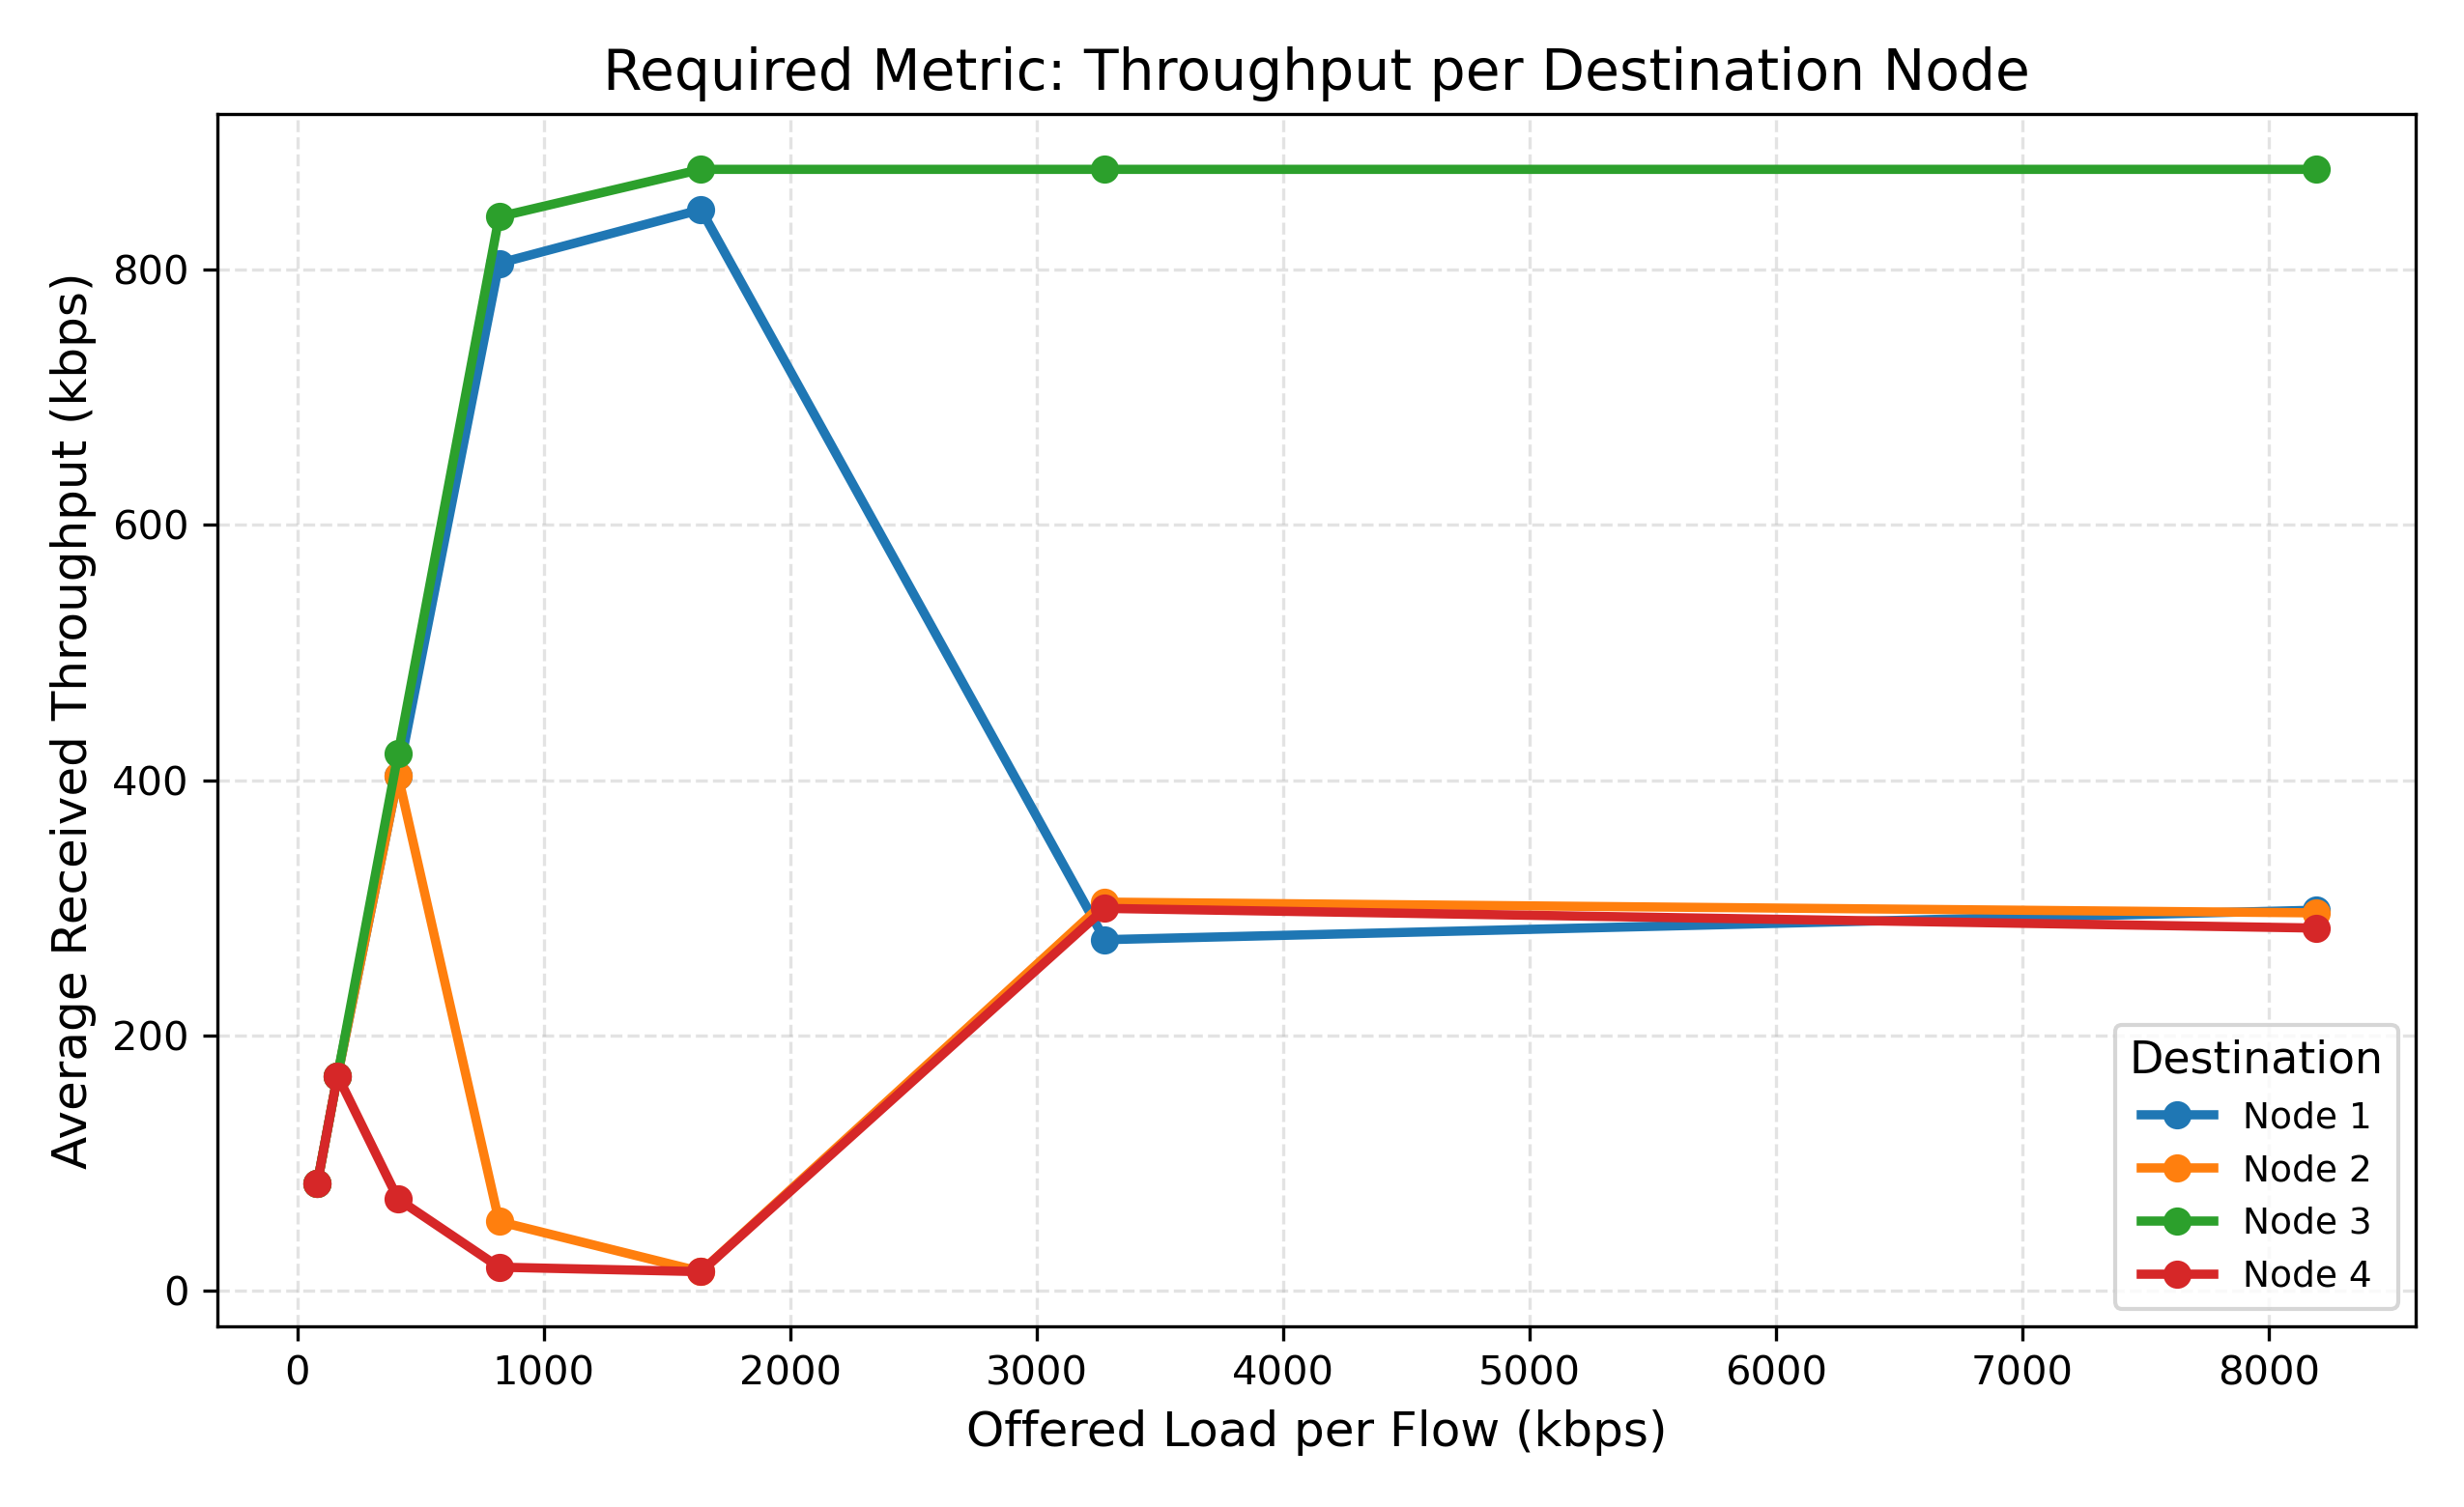 Required Metric: Throughput per Destination Node
Average Received Throughput (kbps)
800
600
400
200
0
0 1000 2000 3000 4000 5000 6000 7000 8000
Offered Load per Flow (kbps)
Destination
Node 1
Node 2
Node 3
Node 4